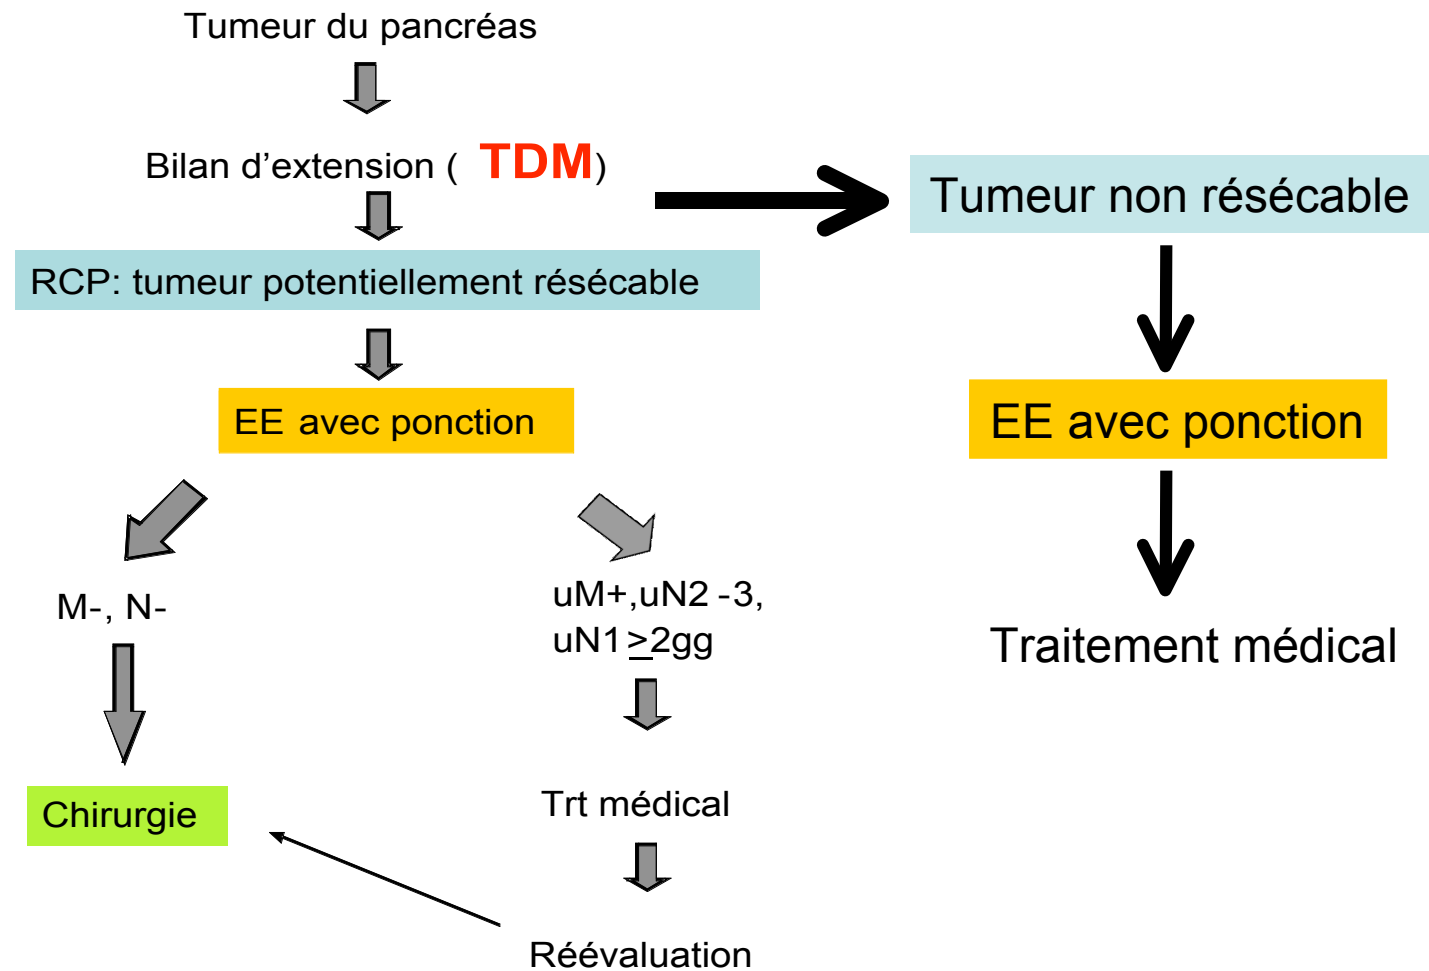 Tumeur du pancréas
Bilan d'extension ( TDM)
RCP: tumeur potentiellement résécable
EE avec ponction
M-, N-
uM+,uN2 -3,
uN1 >2gg
Chirurgie
Trt médical
Réévaluation
Tumeur non résécable
EE avec ponction
Traitement médical